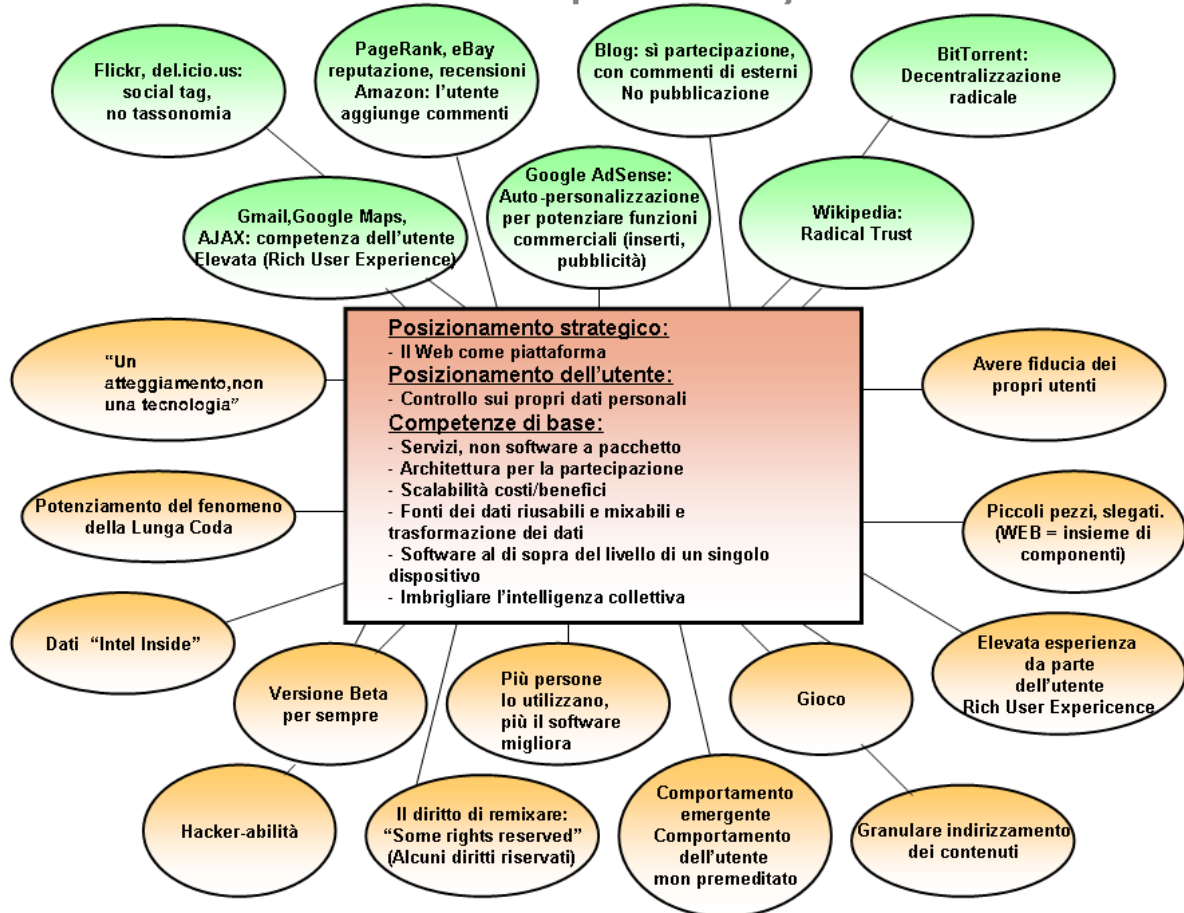 Flickr, del.icio.us:
social tag,
no tassonomia
PageRank, eBay
reputazione, recensioni
Amazon: l'utente
aggiunge commenti
Blog: sì partecipazione,
con commenti di esterni
No pubblicazione
BitTorrent:
Decentralizzazione
radicale
Gmail,Google Maps,
AJAX: competenza dell'utente
Elevata (Rich User Experience)
Google AdSense:
Auto-personalizzazione
per potenziare funzioni
commerciali (inserti,
pubblicità)
Wikipedia:
Radical Trust
Posizionamento strategico:
- Il Web come piattaforma
Posizionamento dell'utente:
- Controllo sui propri dati personali
Competenze di base:
- Servizi, non software a pacchetto
- Architettura per la partecipazione
- Scalabilità costi/benefici
- Fonti dei dati riusabili e mixabili e
trasformazione dei dati
- Software al di sopra del livello di un singolo
dispositivo
- Imbrigliare l'intelligenza collettiva
"Un
atteggiamento,non
una tecnologia"
Avere fiducia dei
propri utenti
Potenziamento del fenomeno
della Lunga Coda
Piccoli pezzi, slegati.
(WEB = insieme di
componenti)
Dati "Intel Inside"
Versione Beta
per sempre
Più persone
lo utilizzano,
più il software
migliora
Gioco
Elevata esperienza
da parte
dell'utente
Rich User Expericence
Hacker-abilità
Il diritto di remixare:
"Some rights reserved"
(Alcuni diritti riservati)
Comportamento
emergente
Comportamento
dell'utente
mon premeditato
Granulare indirizzamento
dei contenuti